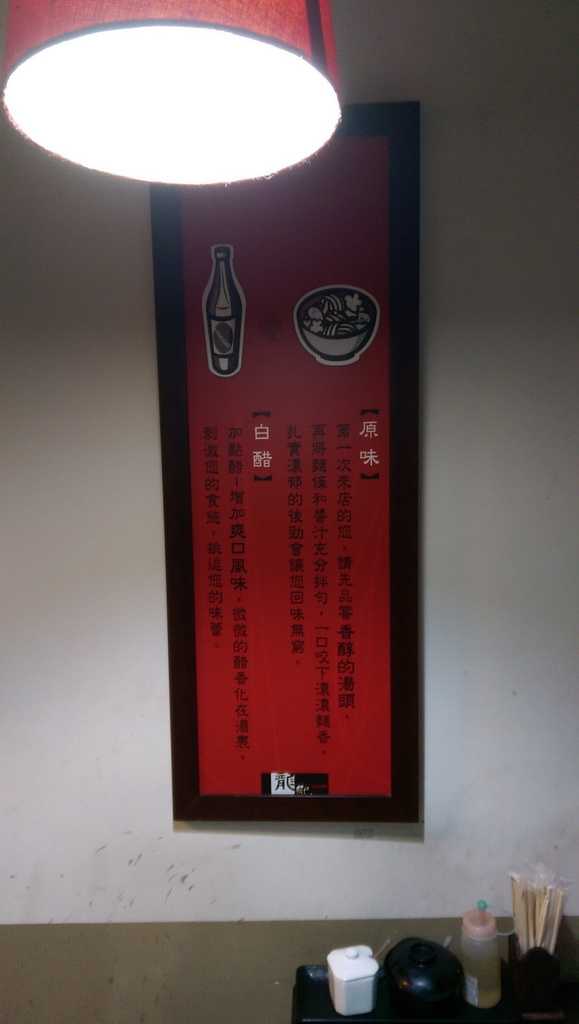 【原味】
第一次來店的您，請先品嘗香醇的湯頭，
再將麵條和醬汁充分拌勻，一口咬下濃濃麵香，
扎實濃郁的後勁會讓您回味無窮。
【白醋】
加點醋－增加爽口風味，微微的醋香化在湯裹，
刺激您的食慾，挑逗您的味蕾。
龍